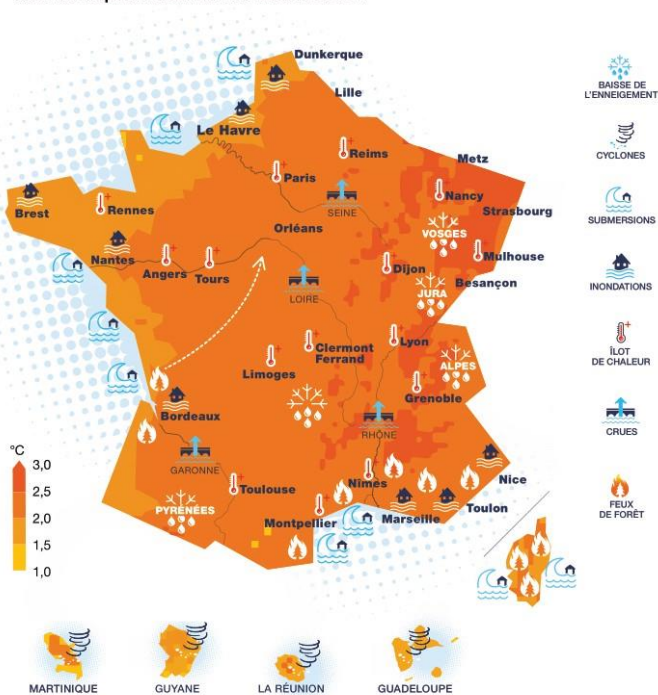 Dunkerque
Lille
Le Havre
Reims
Metz
Paris
Nancy
Strasbourg
Brest
Rennes
SEINE
Orléans
VOSGES
Nantes
Angers
Tours
Dijon
Mulhouse
Besançon
LOIRE
JURA
Lyon
Clermont
Ferrand
Limoges
ALPES
Grenoble
Bordeaux
RHÔNE
GARONNE
Toulouse
Nîmes
Nice
PYRÉNÉES
Montpellier
Marseille
Toulon
°C
3,0
2,5
2,0
1,5
1,0
BAISSE DE
L'ENNEIGEMENT
CYCLONES
SUBMERSIONS
INONDATIONS
ÎLOT
DE CHALEUR
CRUES
FEUX
DE FORÊT
MARTINIQUE
GUYANE
LA RÉUNION
GUADELOUPE